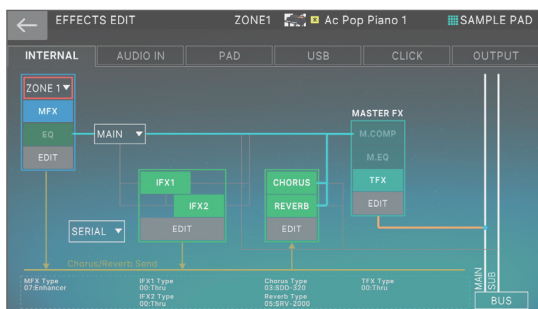 EFFECTS EDIT ZONE1 Ac Pop Piano 1 SAMPLE PAD
INTERNAL AUDIO IN PAD USB CLICK OUTPUT
ZONE 1▼
MFX
EQ
EDIT
MAIN ▼
IFX1
IFX2
EDIT
SERIAL ▼
CHORUS
REVERB
EDIT
MASTER FX
M.COMP
M.EQ
TFX
EDIT
Chorus/Reverb Send
MAIN
SUB
BUS
MFX Type
07:Enhancer
IFX1 Type
00:Thru
IFX2 Type
00:Thru
Chorus Type
03:SDD-320
Reverb Type
05:SRV-2000
TFX Type
00:Thru